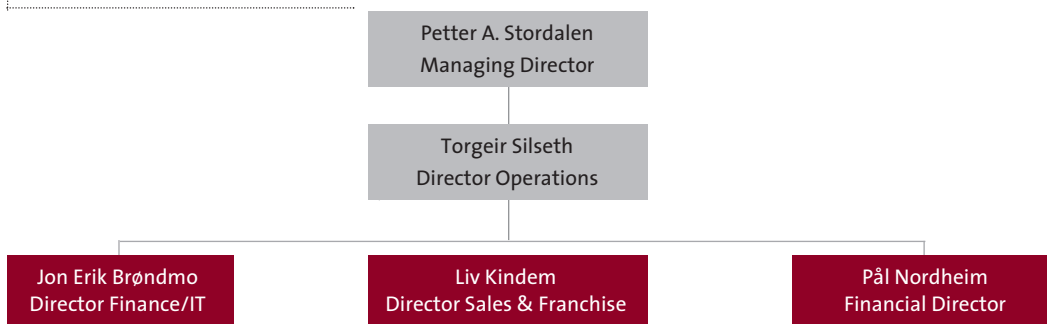 Petter A. Stordalen
Managing Director
Torgeir Silseth
Director Operations
Jon Erik Brøndmo
Director Finance/IT
Liv Kindem
Director Sales & Franchise
Pål Nordheim
Financial Director